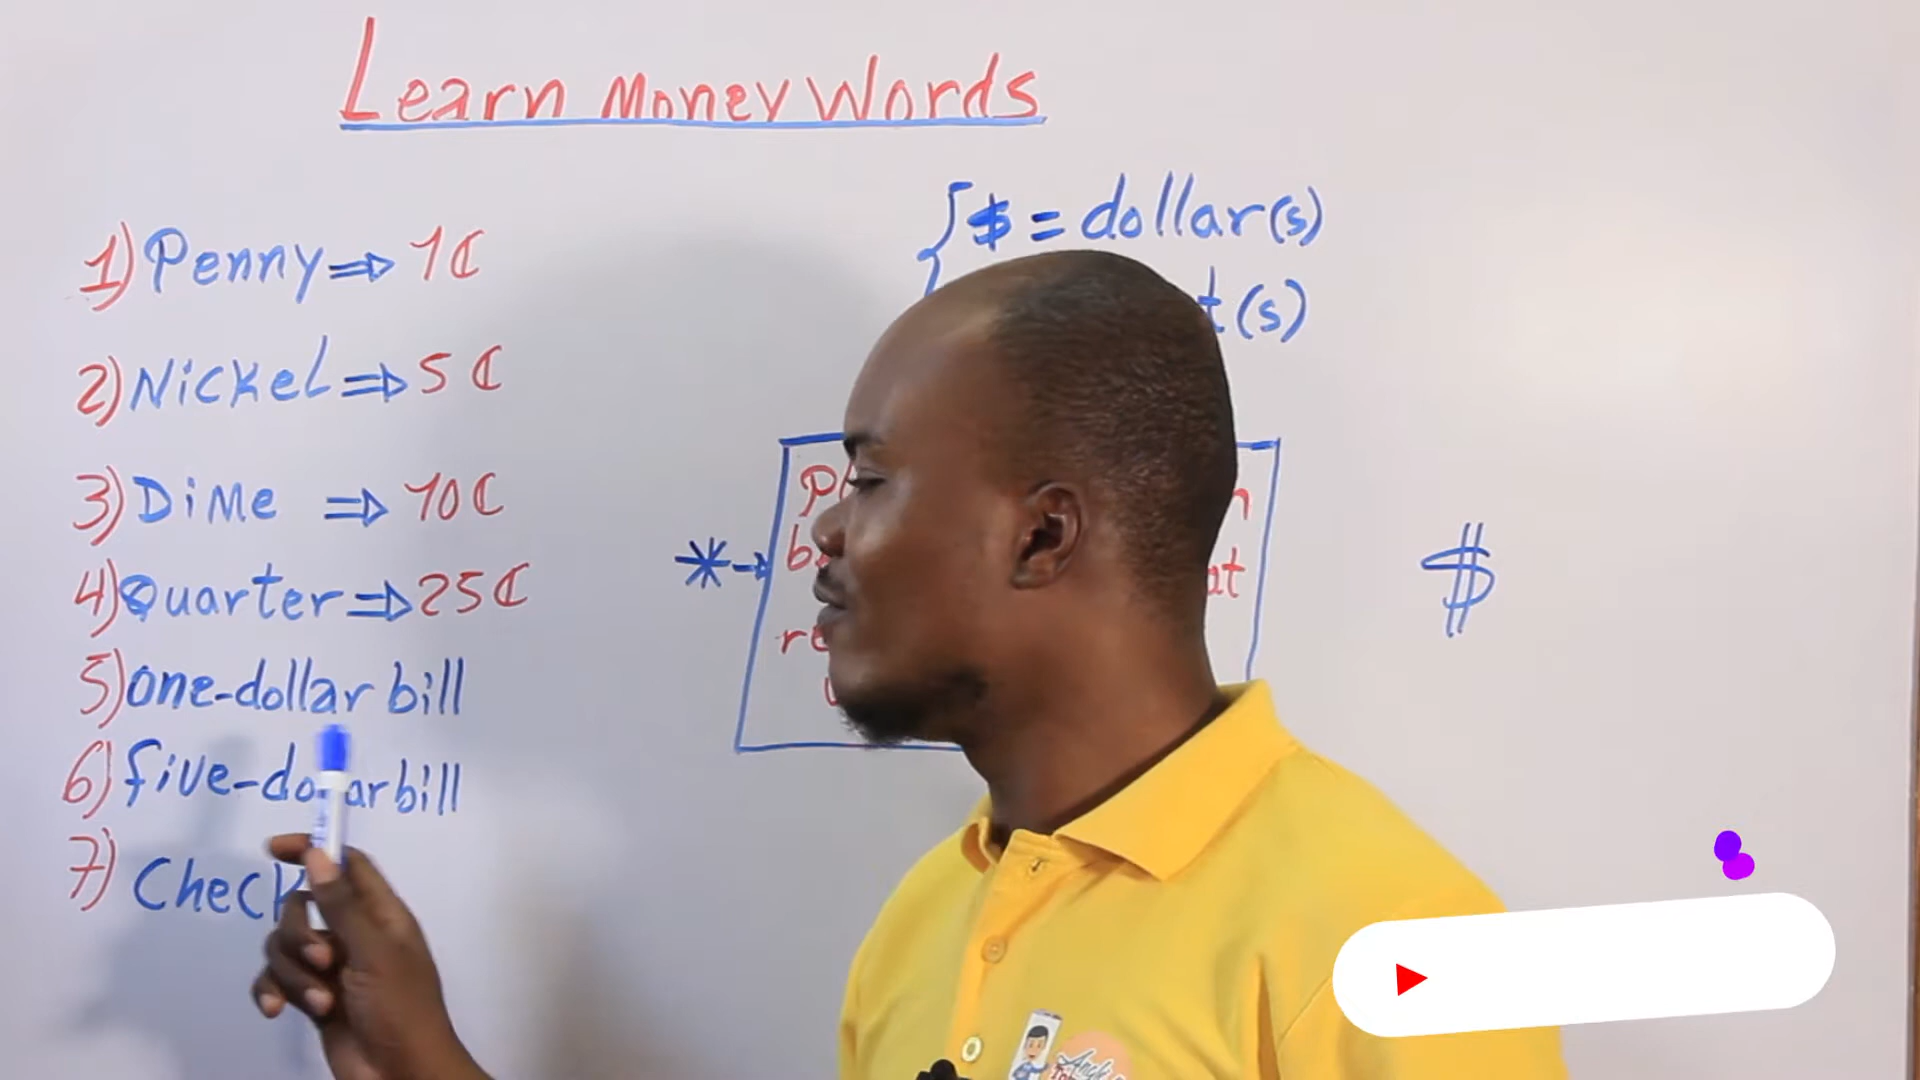 Learn Money Words
1) Penny ⇒ 1¢
2) Nickel ⇒ 5¢
3) Dime ⇒ 10¢
4) Quarter ⇒ 25¢
5) one-dollar bill
6) five-dollar bill
7) Check
$ = dollar(s)
t(s)
*→
$